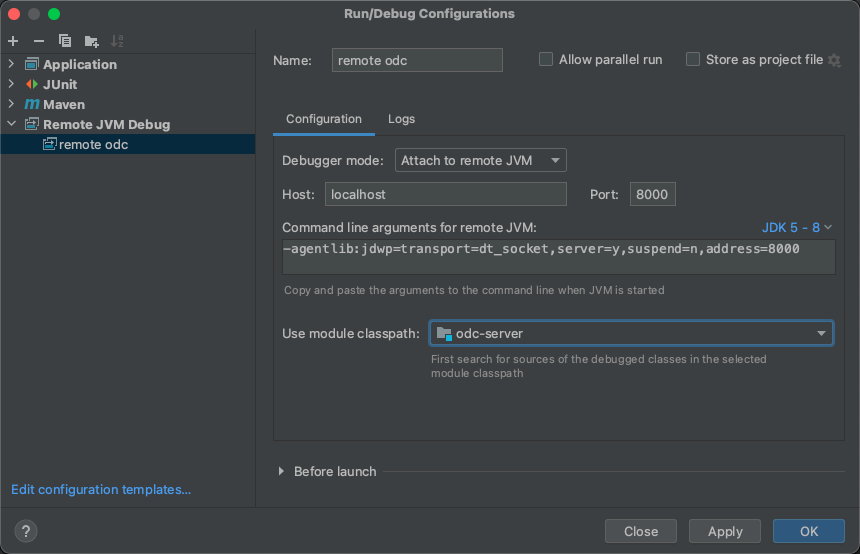 Run/Debug Configurations
Application
JUnit
Maven
Remote JVM Debug
remote odc
Edit configuration templates...
Name: remote odc Allow parallel run Store as project file
Configuration Logs
Debugger mode: Attach to remote JVM
Host: localhost Port: 8000
Command line arguments for remote JVM: JDK 5 - 8
-agentlib:jdwp=transport=dt_socket,server=y,suspend=n,address=8000
Copy and paste the arguments to the command line when JVM is started
Use module classpath: odc-server
First search for sources of the debugged classes in the selected
module classpath
Before launch
? Close Apply OK